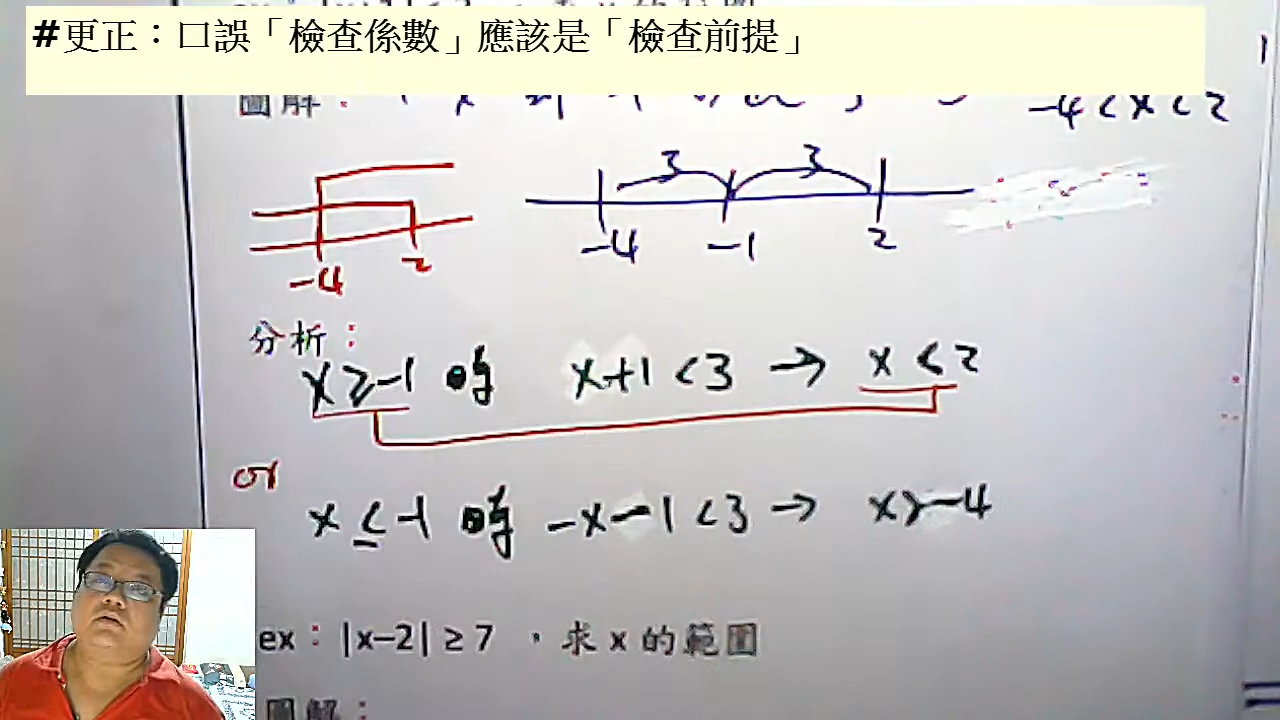 #更正：口誤「檢查係數」應該是「檢查前提」
圖解：
-4<x<2
3 3
-4 -1 2
-4 2
分析：
x≥-1 時 x+1<3 → x<2
or
x≤-1 時 -x-1<3 → x>-4
ex：|x-2|≥7 ，求x的範圍
圖解：